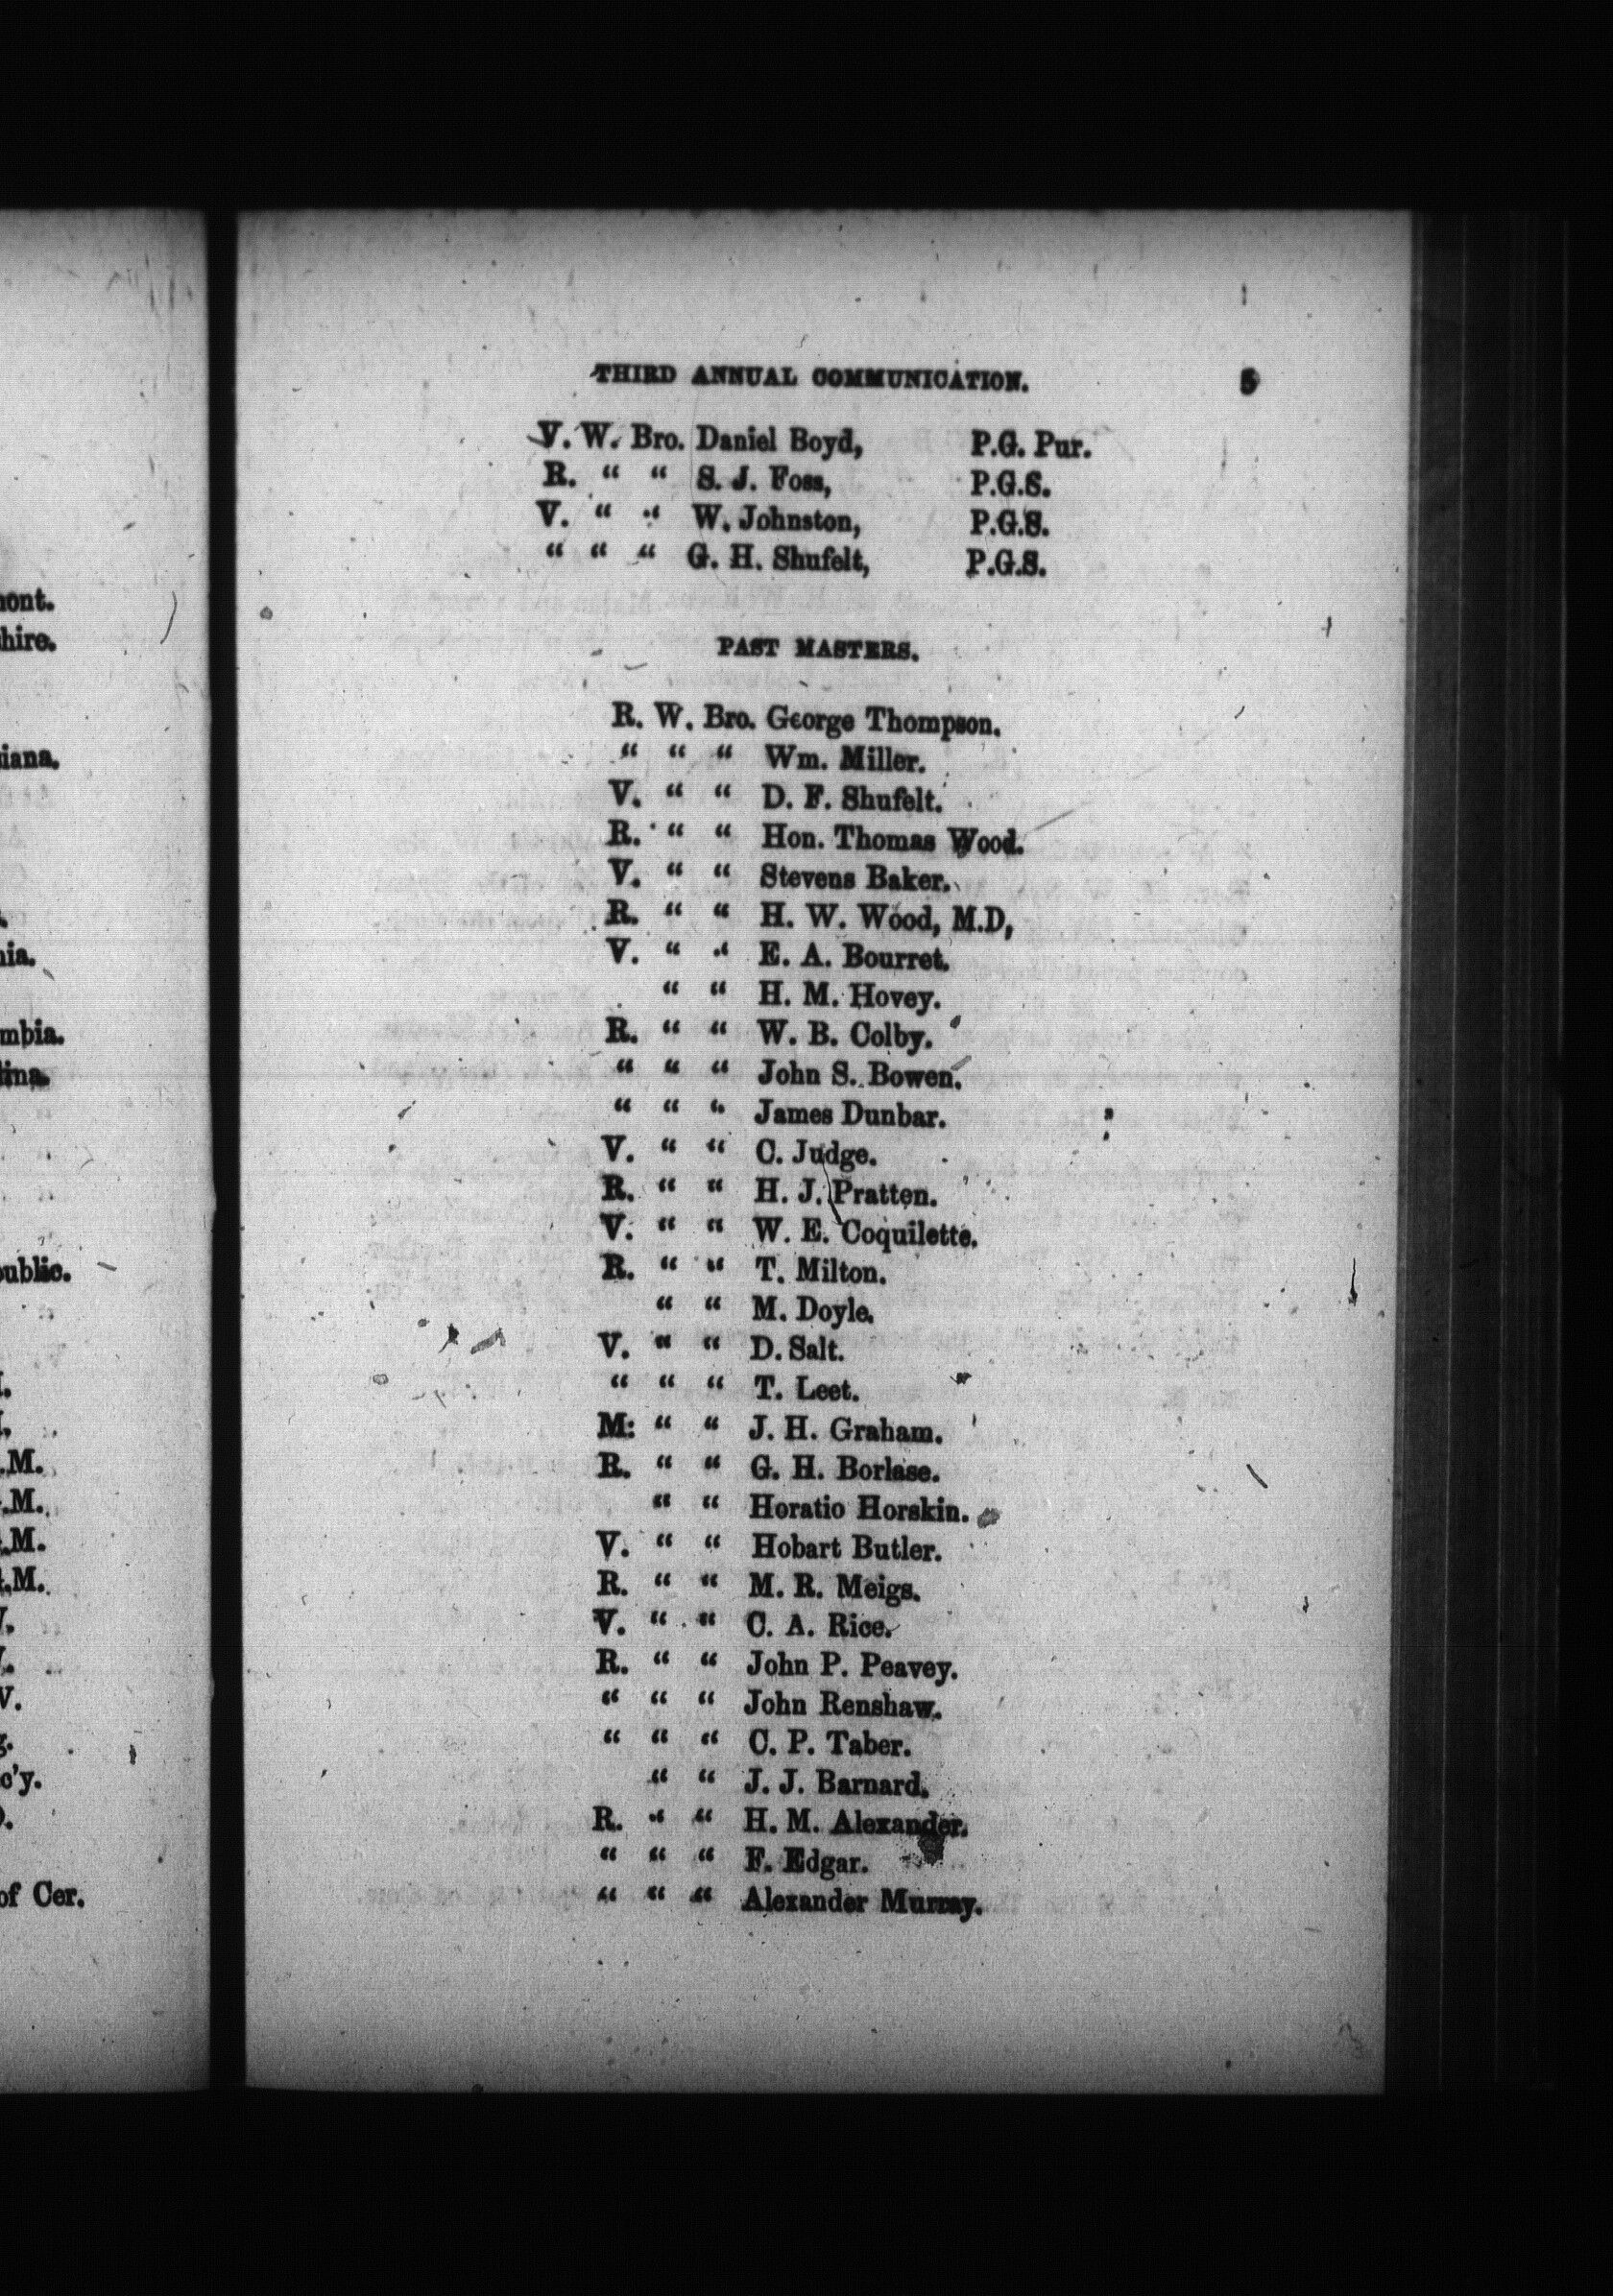 mont.
hire.
iana.
nia.
mbia.
lina.
public.
.M.
.M.
.M.
.M.
V.
g.
c'y.
of Cer.
THIRD ANNUAL COMMUNICATION. 5
V. W. Bro. Daniel Boyd, P.G. Pur.
R. “ “ S. J. Foss, P.G.S.
V. “ “ W. Johnston, P.G.S.
“ “ “ G. H. Shufelt, P.G.S.
PAST MASTERS.
R. W. Bro. George Thompson.
“ “ “ Wm. Miller.
V. “ “ D. F. Shufelt.
R. “ “ Hon. Thomas Wood.
V. “ “ Stevens Baker.
R. “ “ H. W. Wood, M.D,
V. “ “ E. A. Bourret.
“ “ H. M. Hovey.
R. “ “ W. B. Colby.
“ “ “ John S. Bowen.
“ “ “ James Dunbar.
V. “ “ C. Judge.
R. “ “ H. J. Pratten.
V. “ “ W. E. Coquilette.
R. “ “ T. Milton.
“ “ M. Doyle.
V. “ “ D. Salt.
“ “ “ T. Leet.
M: “ “ J. H. Graham.
R. “ “ G. H. Borlase.
“ “ Horatio Horskin.
V. “ “ Hobart Butler.
R. “ “ M. R. Meigs.
V. “ “ C. A. Rice.
R. “ “ John P. Peavey.
“ “ “ John Renshaw.
“ “ “ C. P. Taber.
“ “ J. J. Barnard.
R. “ “ H. M. Alexander.
“ “ “ F. Edgar.
“ “ “ Alexander Murray.